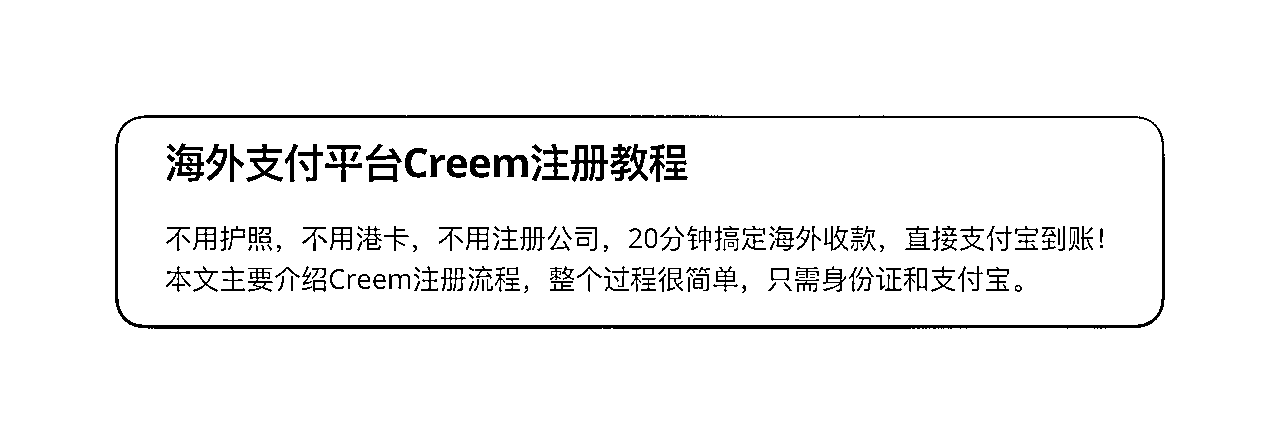 海外支付平台Creem注册教程
不用护照，不用港卡，不用注册公司，20分钟搞定海外收款，直接支付宝到账！
本文主要介绍Creem注册流程，整个过程很简单，只需身份证和支付宝。